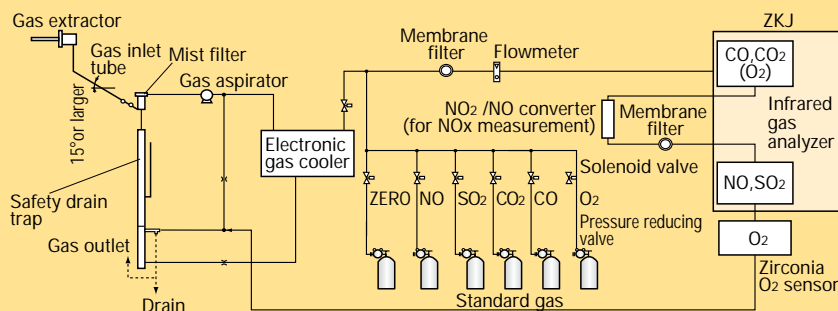 Gas extractor
Gas inlet
tube
Mist filter
Gas aspirator
15°or larger
Safety drain
trap
Gas outlet
Drain
Electronic
gas cooler
Membrane
filter
Flowmeter
NO2 /NO converter
(for NOx measurement)
Membrane
filter
ZKJ
CO,CO2
(O2)
Infrared
gas
analyzer
NO,SO2
Solenoid valve
ZERO
NO
SO2
CO2
CO
O2
Pressure reducing
valve
Standard gas
O2
Zirconia
O2 sensor